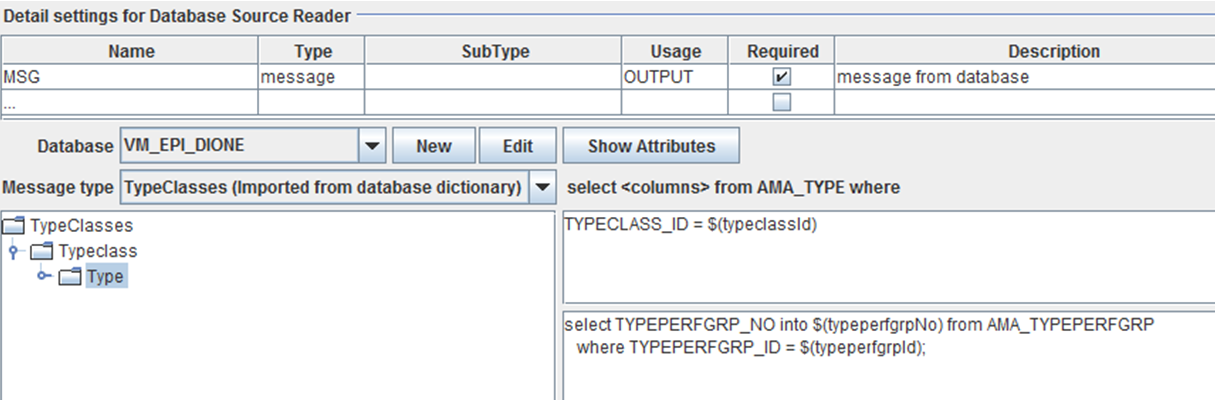 Detail settings for Database Source Reader
Name Type SubType Usage Required Description
MSG message OUTPUT message from database
...
Database VM_EPI_DIONE New Edit Show Attributes
Message type TypeClasses (Imported from database dictionary) select <columns> from AMA_TYPE where
TypeClasses TYPECLASS_ID = $(typeclassId)
Typeclass
Type
select TYPEPERFGRP_NO into $(typeperfgrpNo) from AMA_TYPEPERFGRP
where TYPEPERFGRP_ID = $(typeperfgrpId);